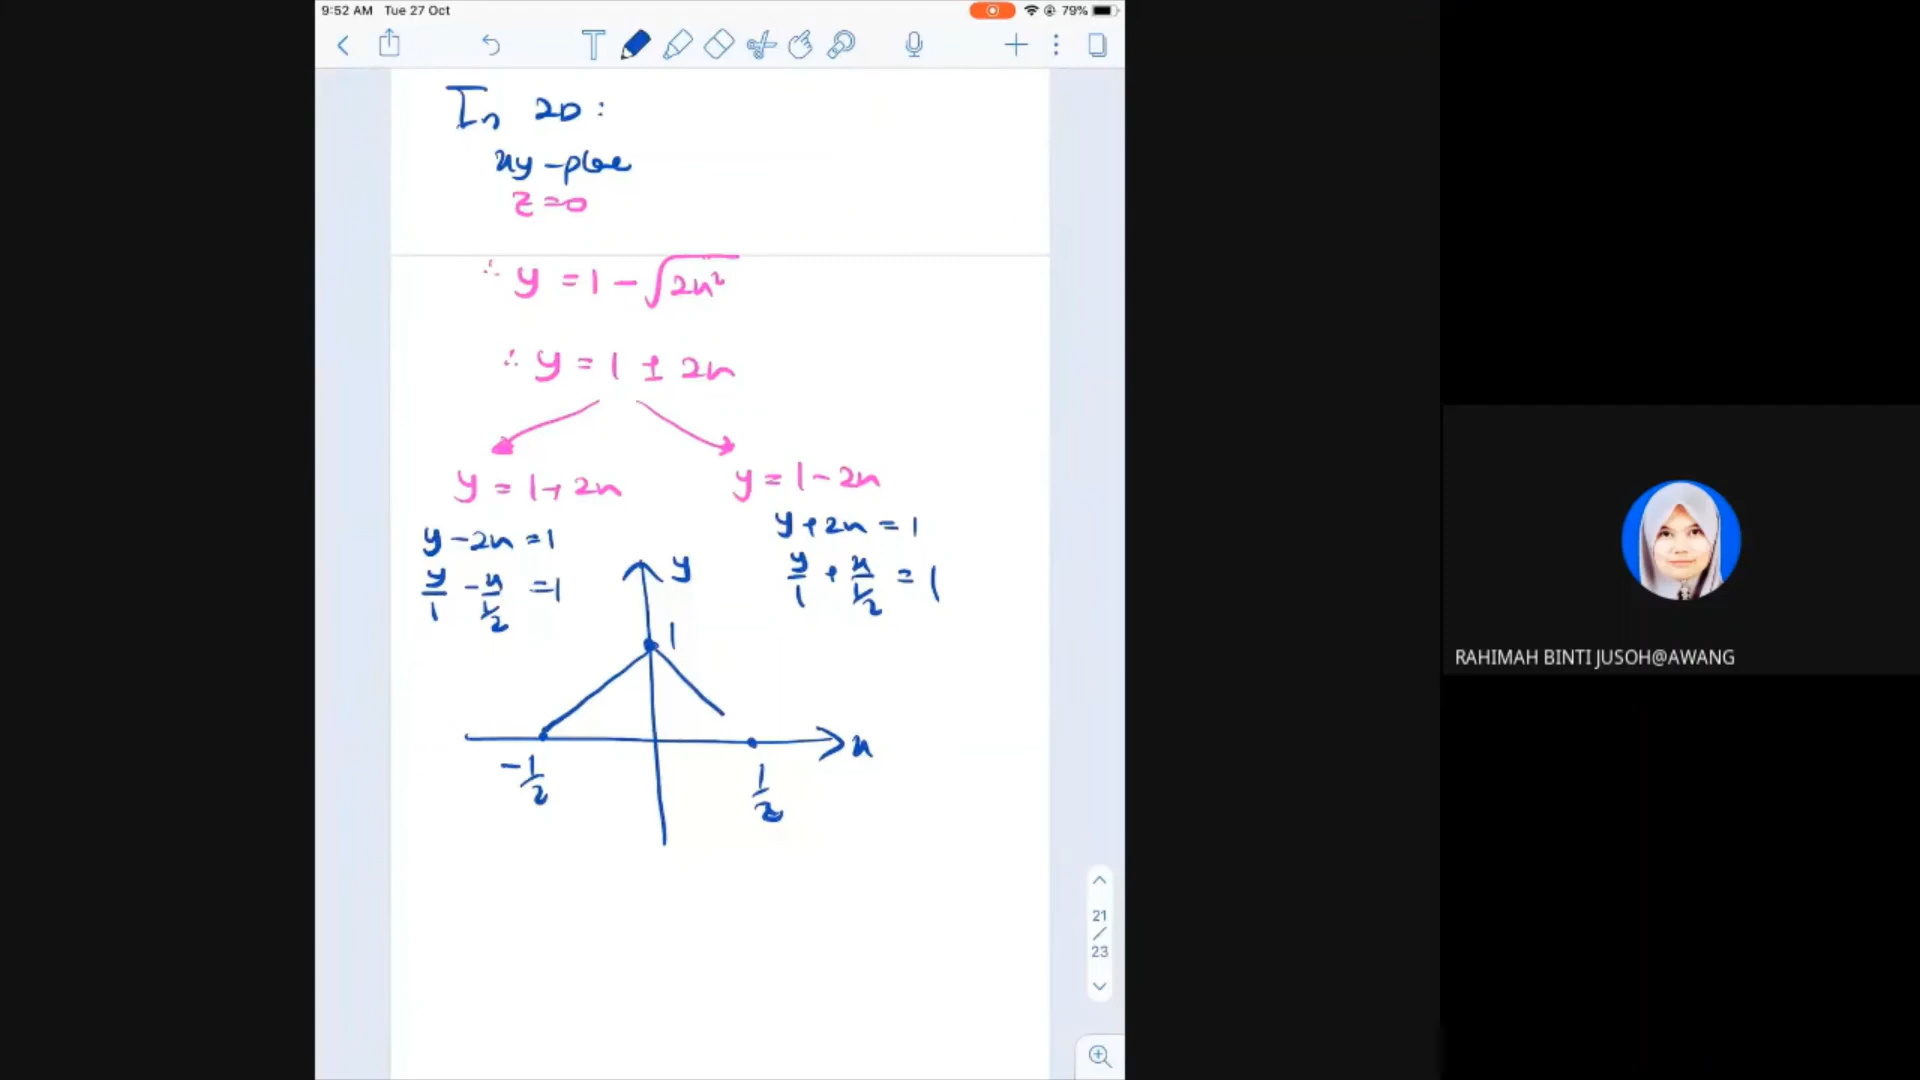 9:52 AM Tue 27 Oct
79%
In 2D :
xy-plane
z=0
∴ y = 1 - √2x²
∴ y = 1 ± 2x
y = 1+2x
y = 1-2x
y-2x=1
y+2x=1
y/1 - x/½ =1
y/1 + x/½ = 1
y
1
x
-1/2
1/2
RAHIMAH BINTI JUSOH@AWANG
21
/
23